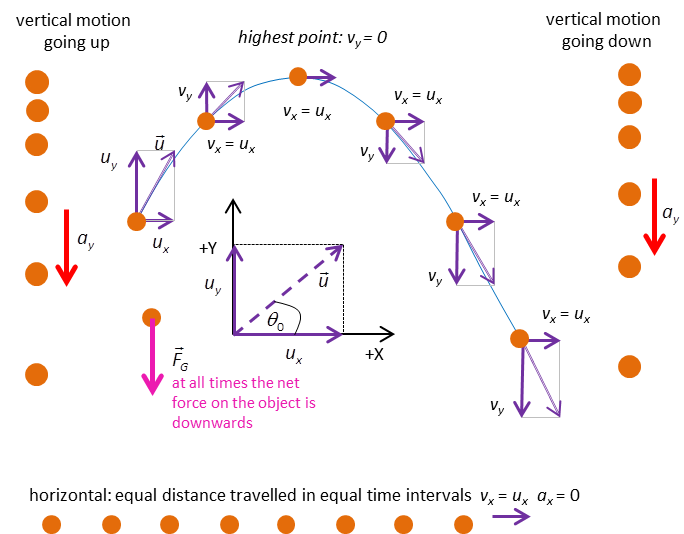 vertical motion
going up
highest point: vy = 0
vertical motion
going down
vy
vx = ux
vx = ux
vx = ux
vy
uy
u⃗
ux
vx = ux
vy
ay
ay
+Y
uy
u⃗
θ0
ux
+X
vx = ux
vy
F⃗G
at all times the net
force on the object is
downwards
horizontal: equal distance travelled in equal time intervals vx = ux ax = 0